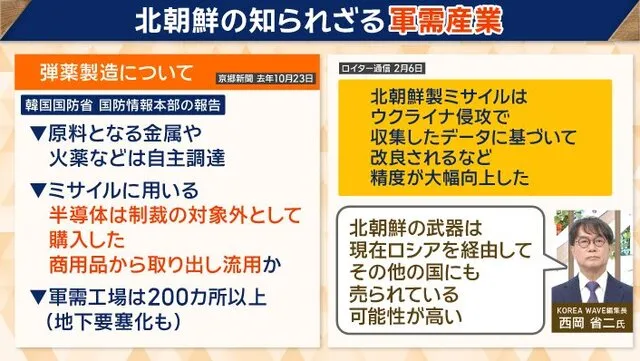 北朝鮮の知られざる軍需産業
弾薬製造について
京郷新聞 去年10月23日
韓国国防省 国防情報本部の報告
▼原料となる金属や
火薬などは自主調達
▼ミサイルに用いる
半導体は制裁の対象外として
購入した
商用品から取り出し流用か
▼軍需工場は200カ所以上
(地下要塞化も)
ロイター通信 2月6日
北朝鮮製ミサイルは
ウクライナ侵攻で
収集したデータに基づいて
改良されるなど
精度が大幅向上した
北朝鮮の武器は
現在ロシアを経由して
その他の国にも
売られている
可能性が高い
KOREA WAVE編集長
西岡 省二氏